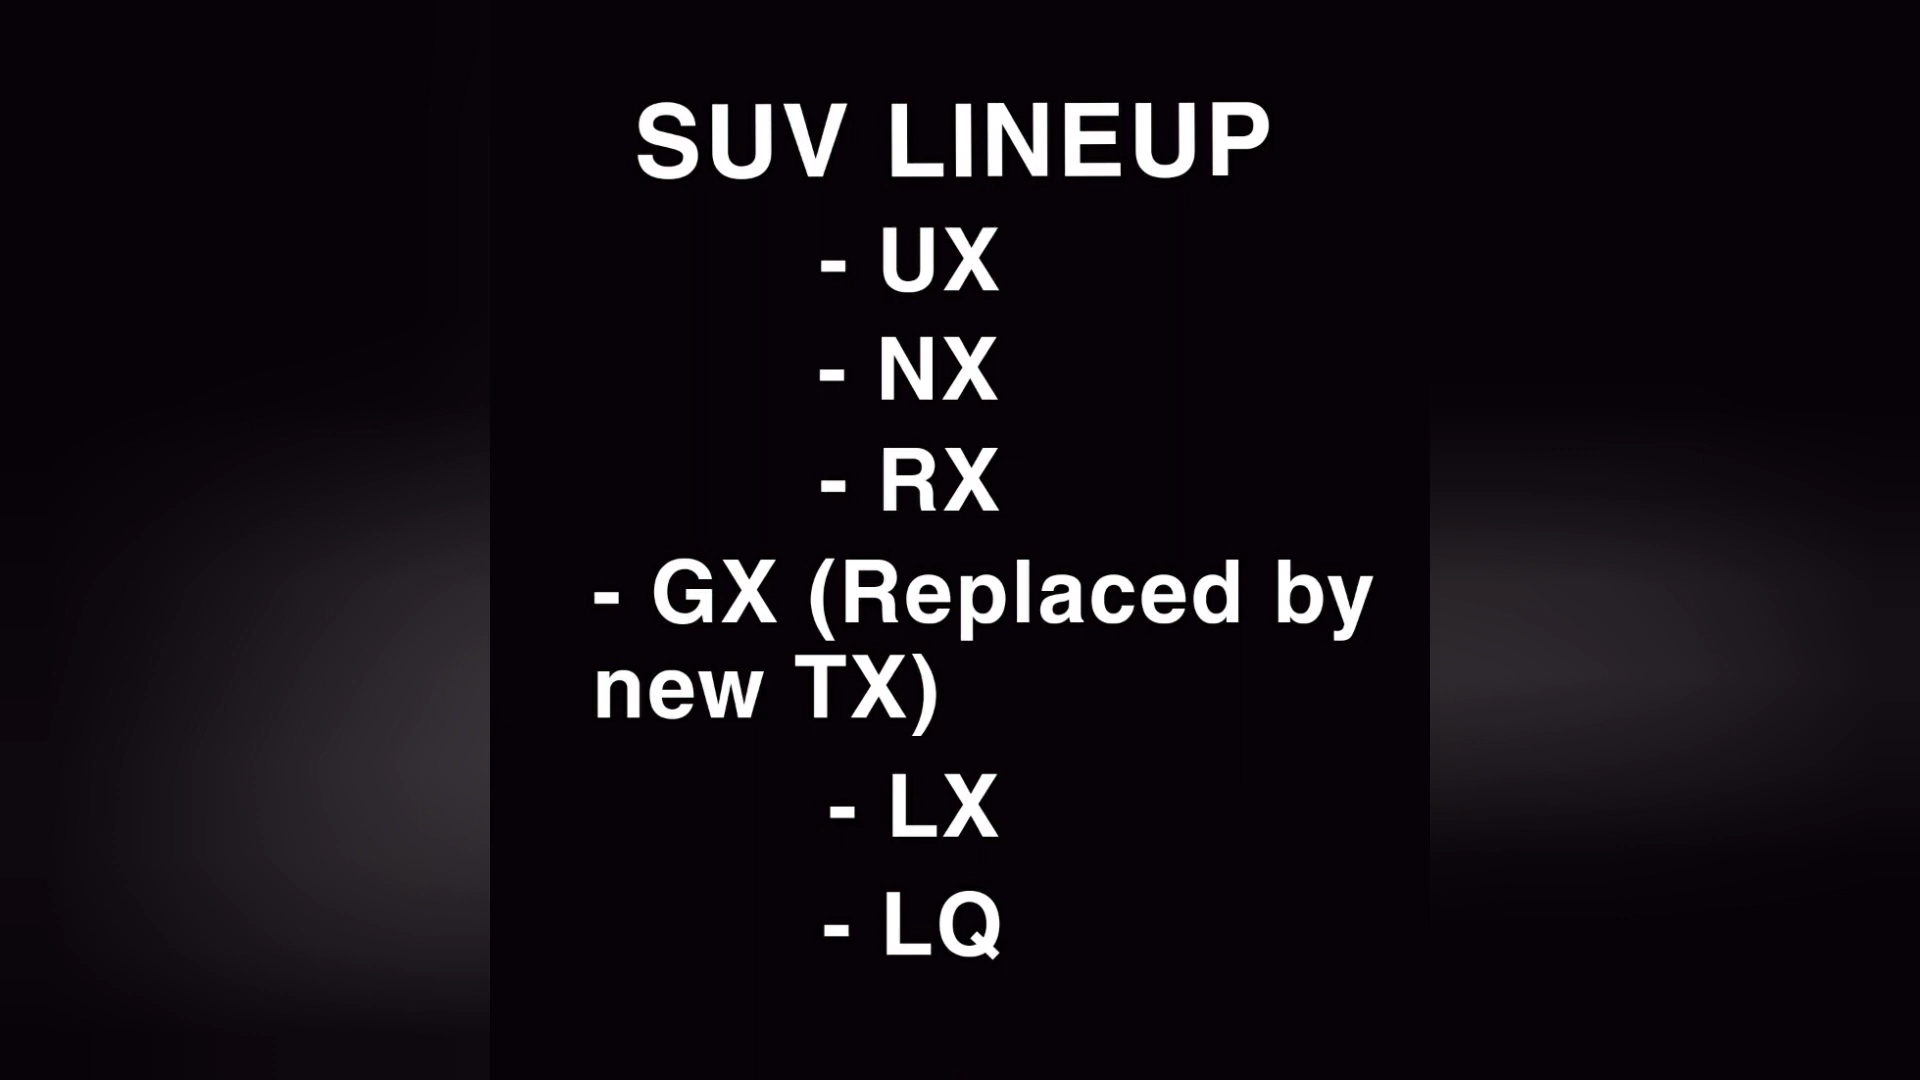 SUV LINEUP
- UX
- NX
- RX
- GX (Replaced by
new TX)
- LX
- LQ